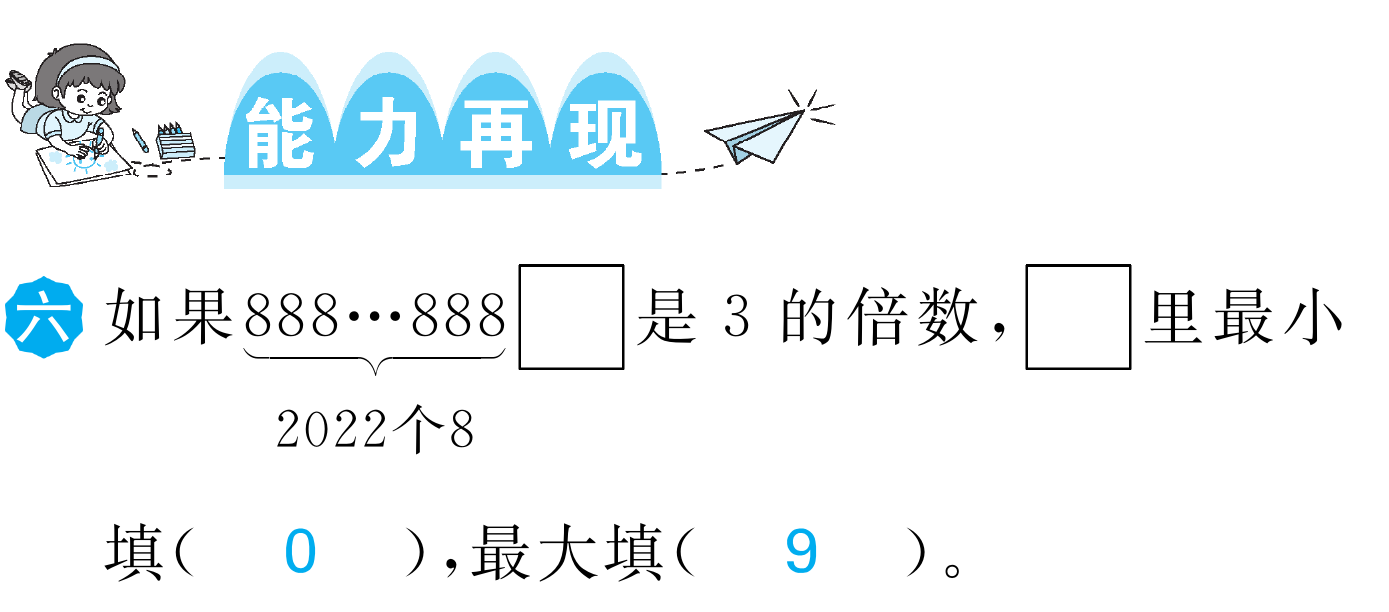 能力再现
六 如果888…888□是 3 的倍数,□里最小
2022个8
填( 0 ),最大填( 9 )。